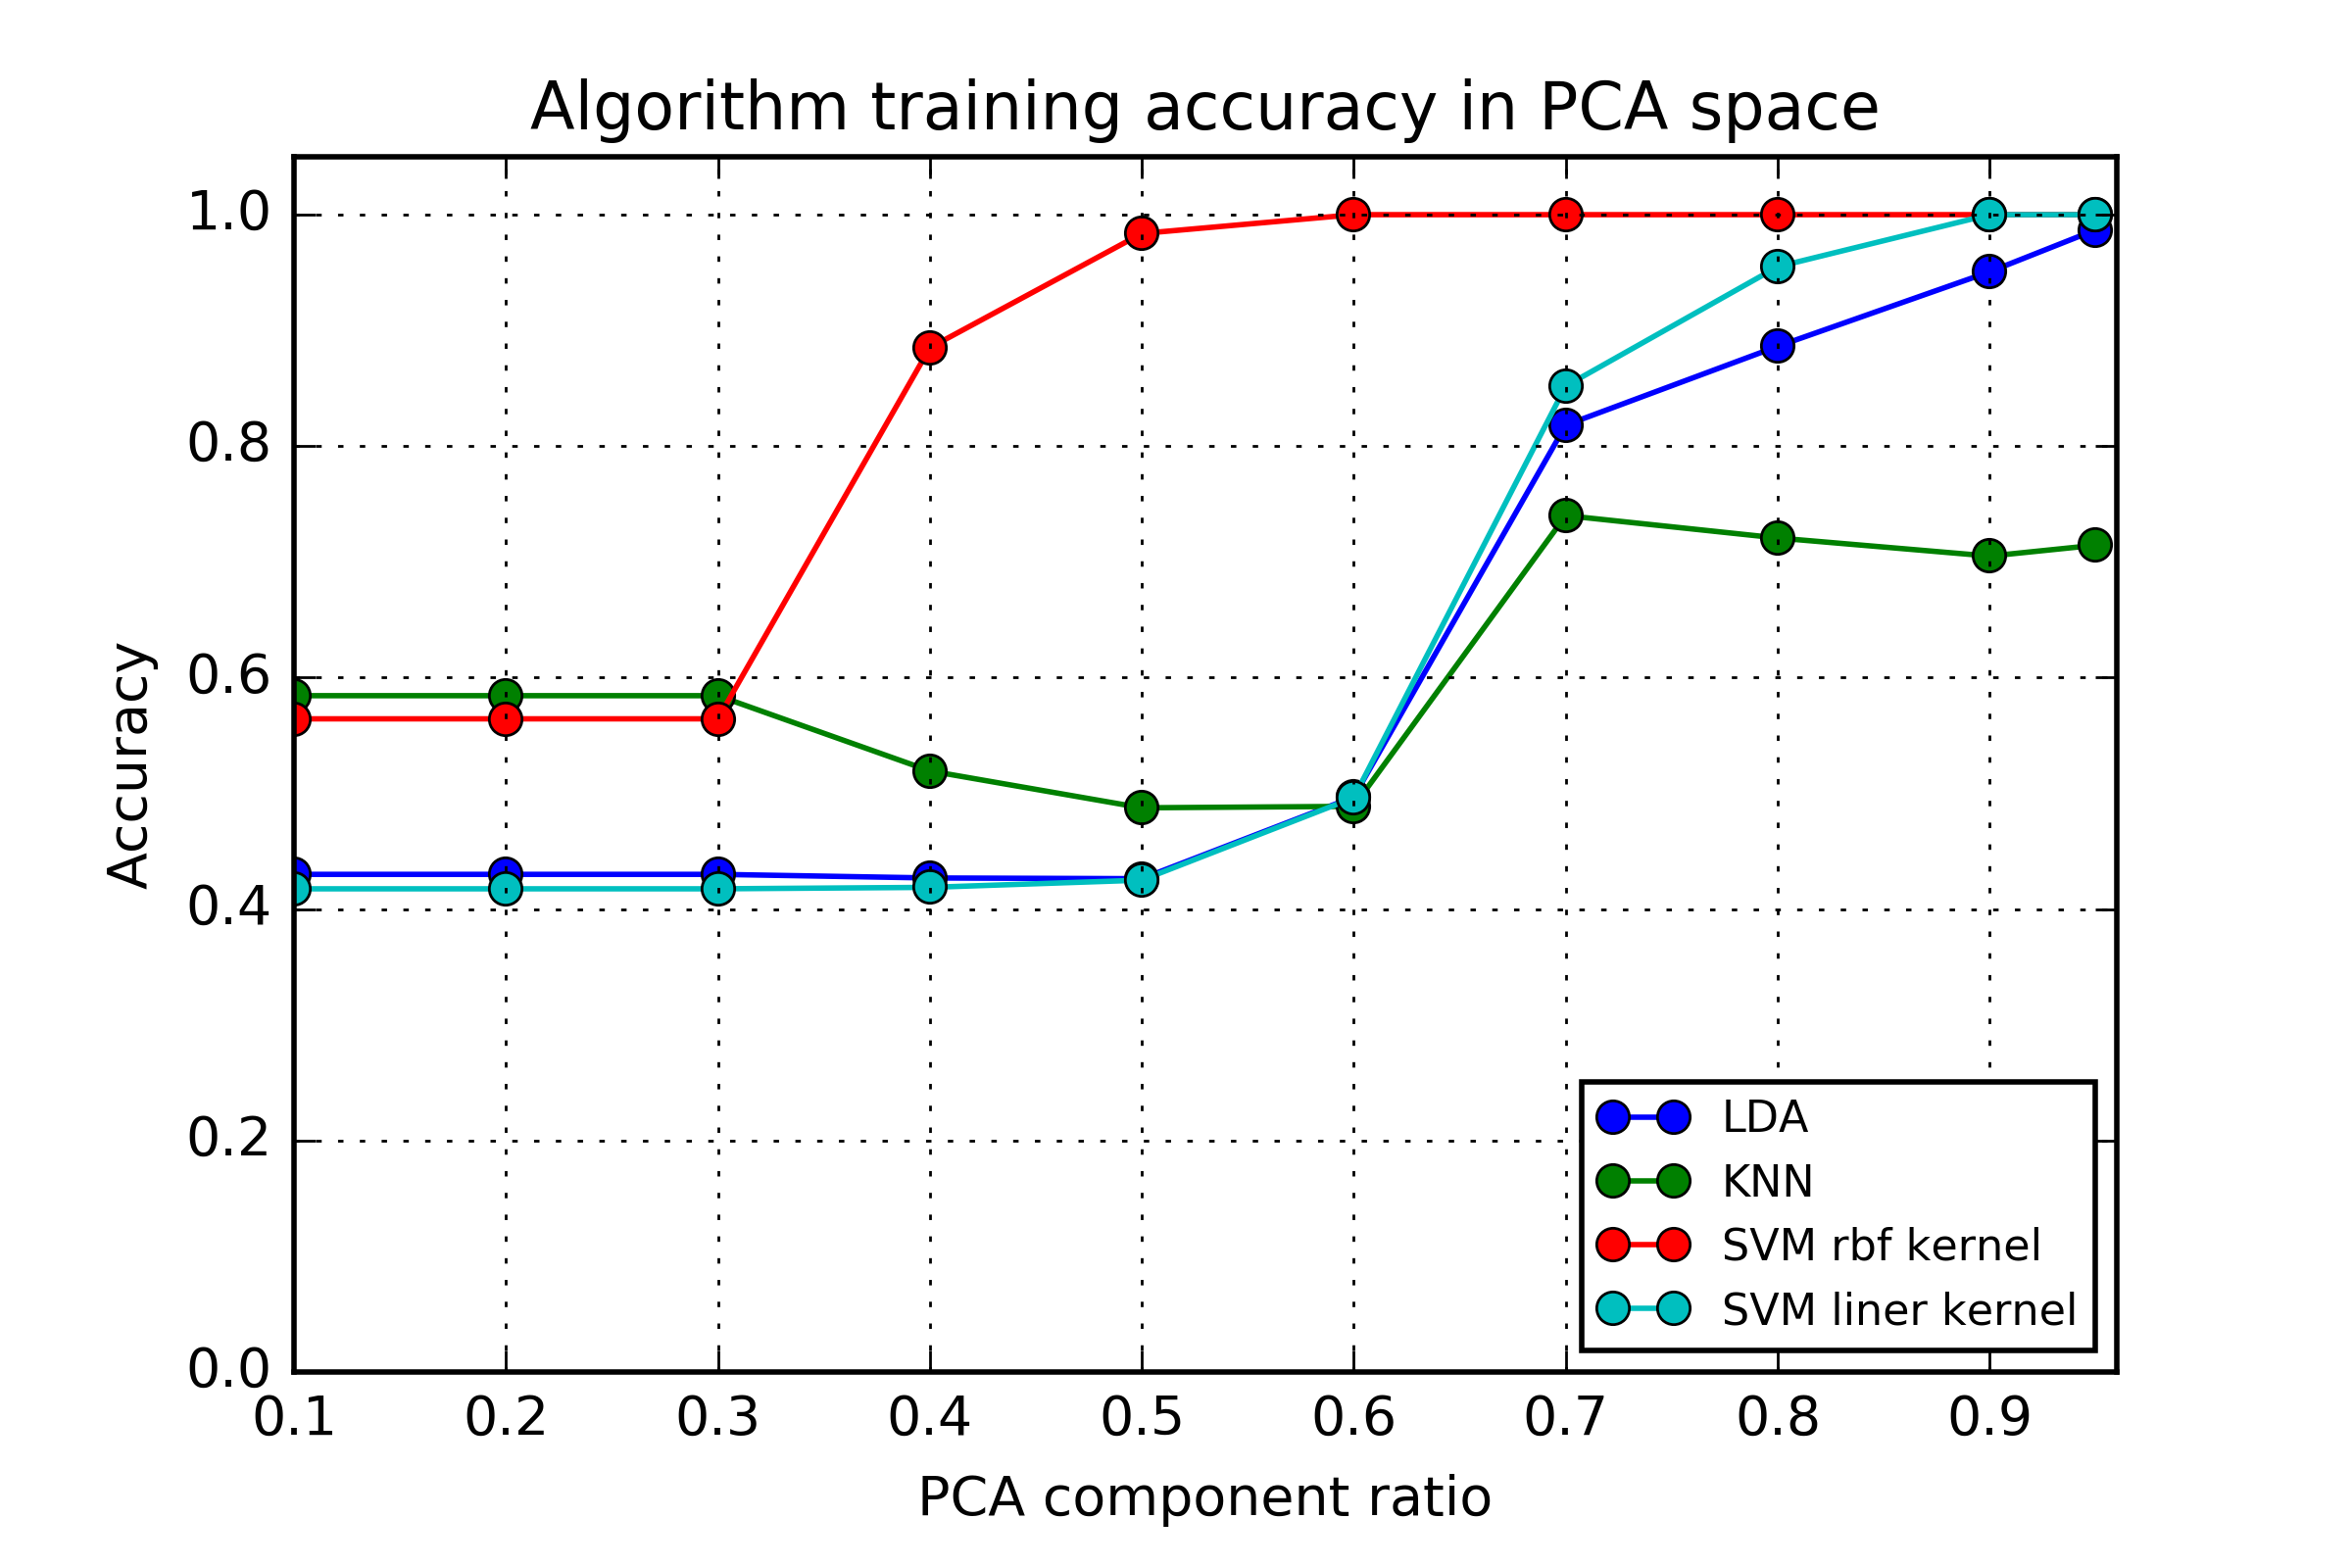 Algorithm training accuracy in PCA space
1.0
0.8
0.6
0.4
0.2
0.0
Accuracy
0.1 0.2 0.3 0.4 0.5 0.6 0.7 0.8 0.9
PCA component ratio
LDA
KNN
SVM rbf kernel
SVM liner kernel